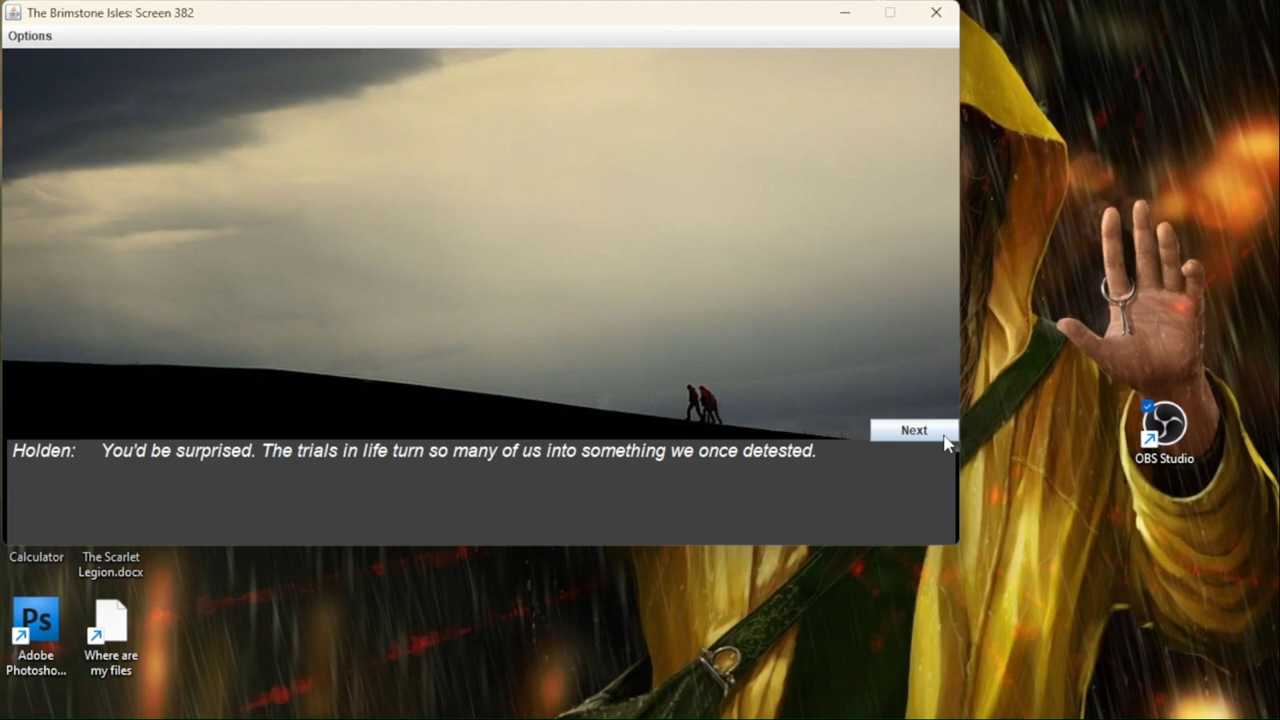 The Brimstone Isles: Screen 382
Options
Next
Holden: You'd be surprised. The trials in life turn so many of us into something we once detested.
OBS Studio
Calculator
The Scarlet
Legion.docx
Ps
Adobe
Photosho...
Where are
my files